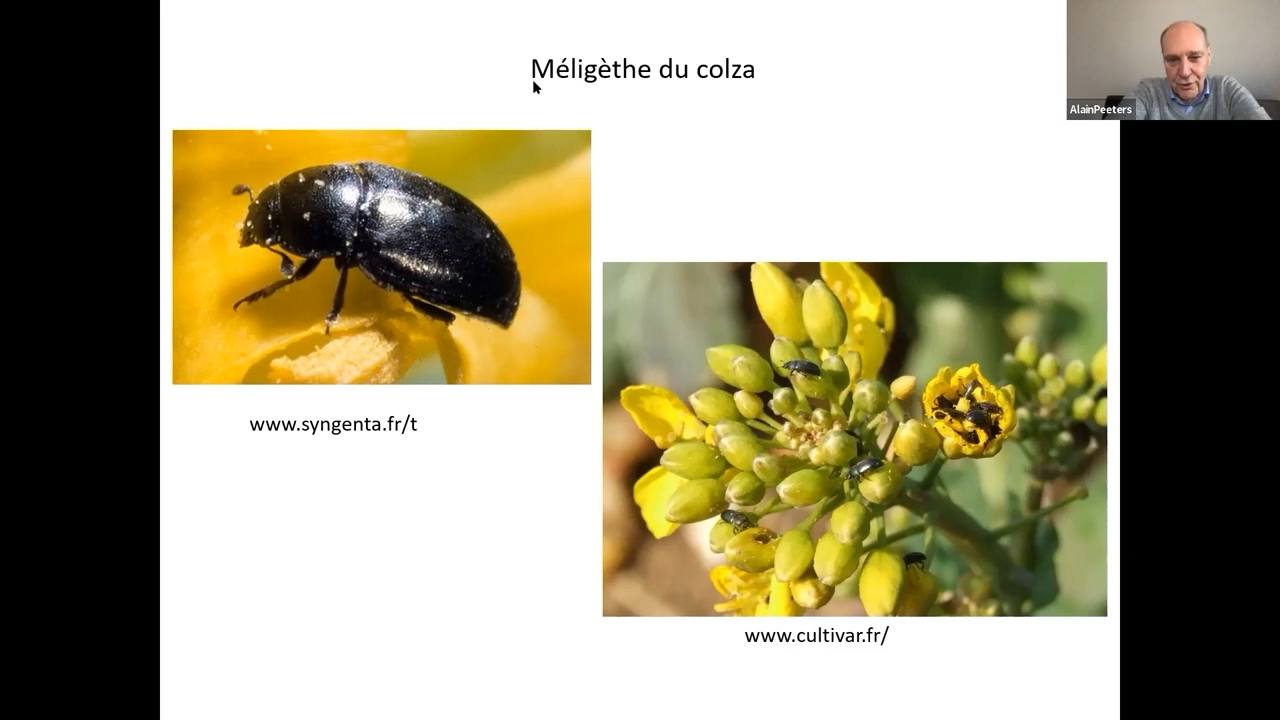 Méligèthe du colza
AlainPeeters
www.syngenta.fr/t
www.cultivar.fr/